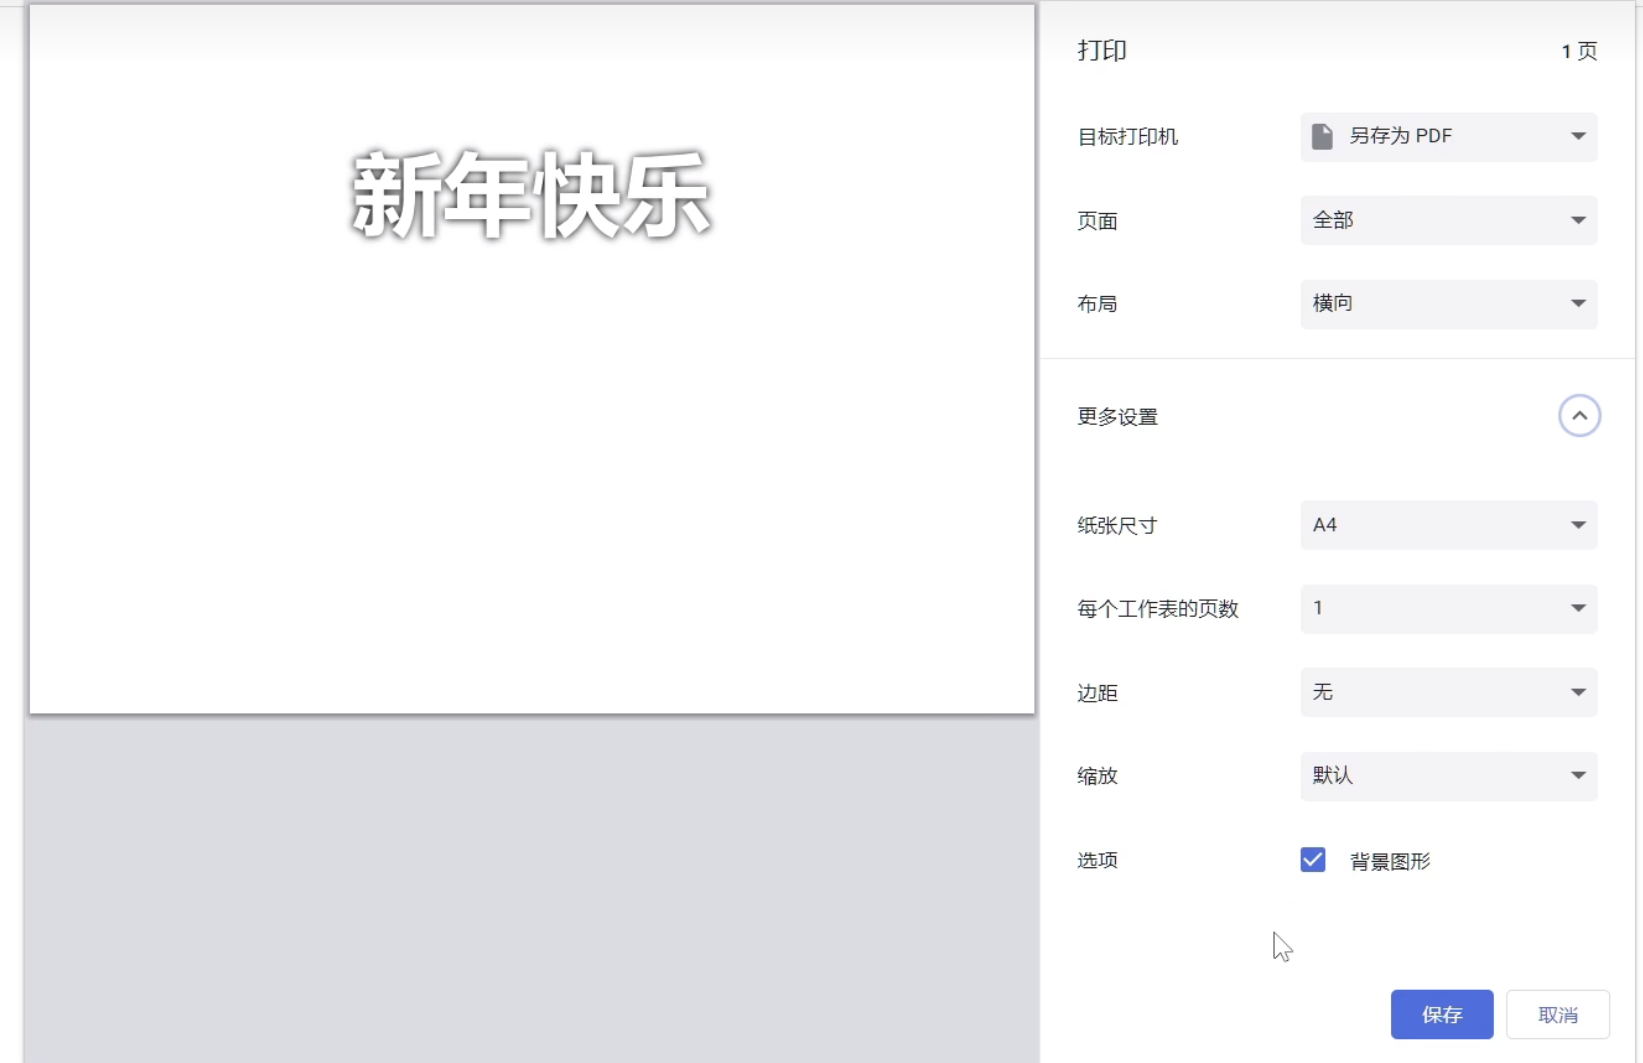 新年快乐
打印 1 页
目标打印机 另存为 PDF
页面 全部
布局 横向
更多设置
纸张尺寸 A4
每个工作表的页数 1
边距 无
缩放 默认
选项 背景图形
保存 取消